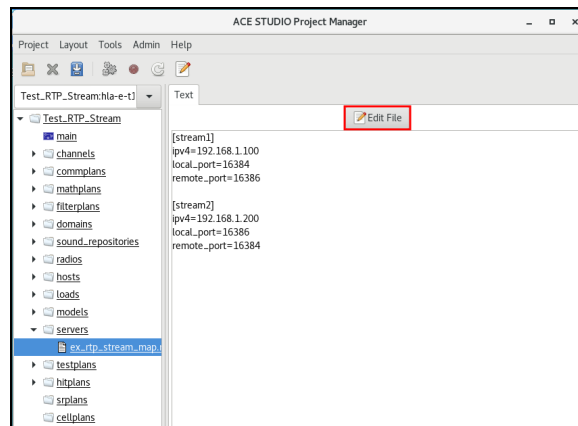 ACE STUDIO Project Manager
Project Layout Tools Admin Help
Test_RTP_Stream:hla-e-t1
Text
Edit File
Test_RTP_Stream
main
channels
commplans
mathplans
filterplans
domains
sound_repositories
radios
hosts
loads
models
servers
ex_rtp_stream_map.
testplans
hitplans
srplans
cellplans
[stream1]
ipv4=192.168.1.100
local_port=16384
remote_port=16386
[stream2]
ipv4=192.168.1.200
local_port=16386
remote_port=16384